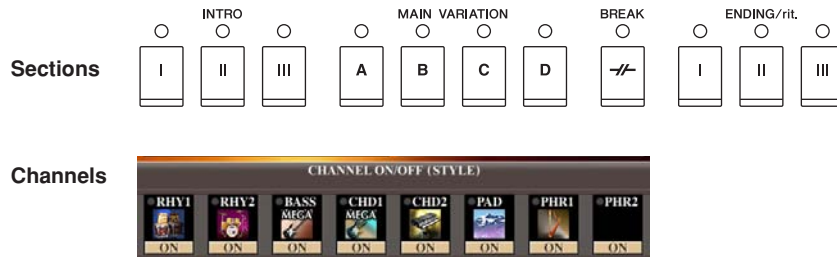 INTRO MAIN VARIATION BREAK ENDING/rit.
Sections I II III A B C D I II III
Channels
CHANNEL ON/OFF (STYLE)
RHY1 RHY2 BASS CHD1 CHD2 PAD PHR1 PHR2
MEGA MEGA
ON ON ON ON ON ON ON ON